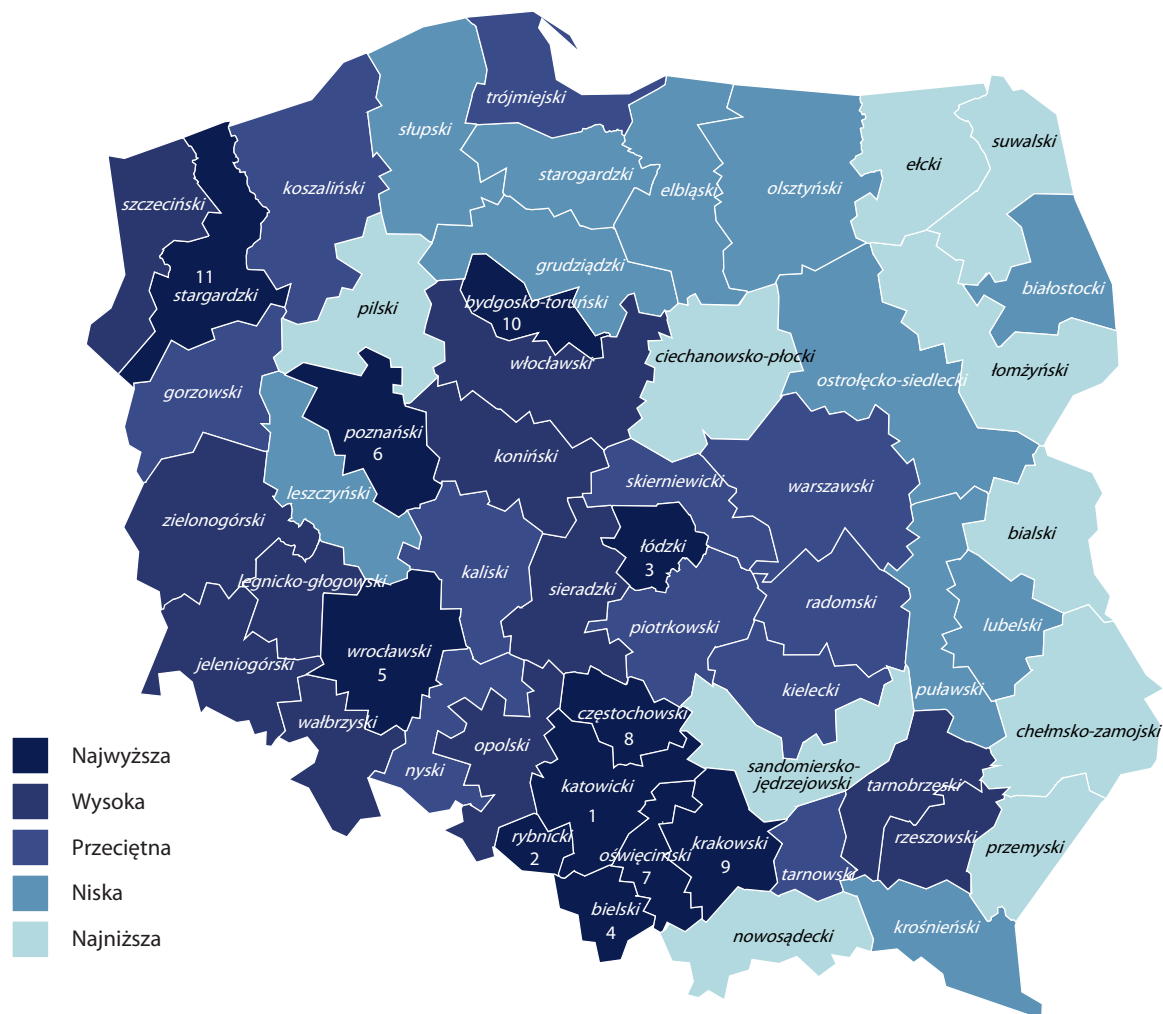 trójmiejski
słupski
suwalski
ełcki
starogardzki
koszaliński
olsztyński
elbląski
szczeciński
grudziądzki
11
stargardzki
białostocki
bydgosko-toruński
10
pilski
ciechanowsko-płocki
włocławski
łomżyński
ostrołęcko-siedlecki
gorzowski
poznański
6
koniński
skierniewicki
warszawski
leszczyński
zielonogórski
bialski
łódzki
3
kaliski
legnicko-głogowski
sieradzki
radomski
piotrkowski
lubelski
wrocławski
5
jeleniogórski
kielecki
puławski
częstochowski
8
wałbrzyski
chełmsko-zamojski
opolski
nyski
sandomiersko-
jędrzejowski
katowicki
1
tarnobrzeski
rybnicki
2
rzeszowski
krakowski
9
przemyski
oświęcimski
7
tarnowski
bielski
4
krośnieński
nowosądecki
Najwyższa
Wysoka
Przeciętna
Niska
Najniższa